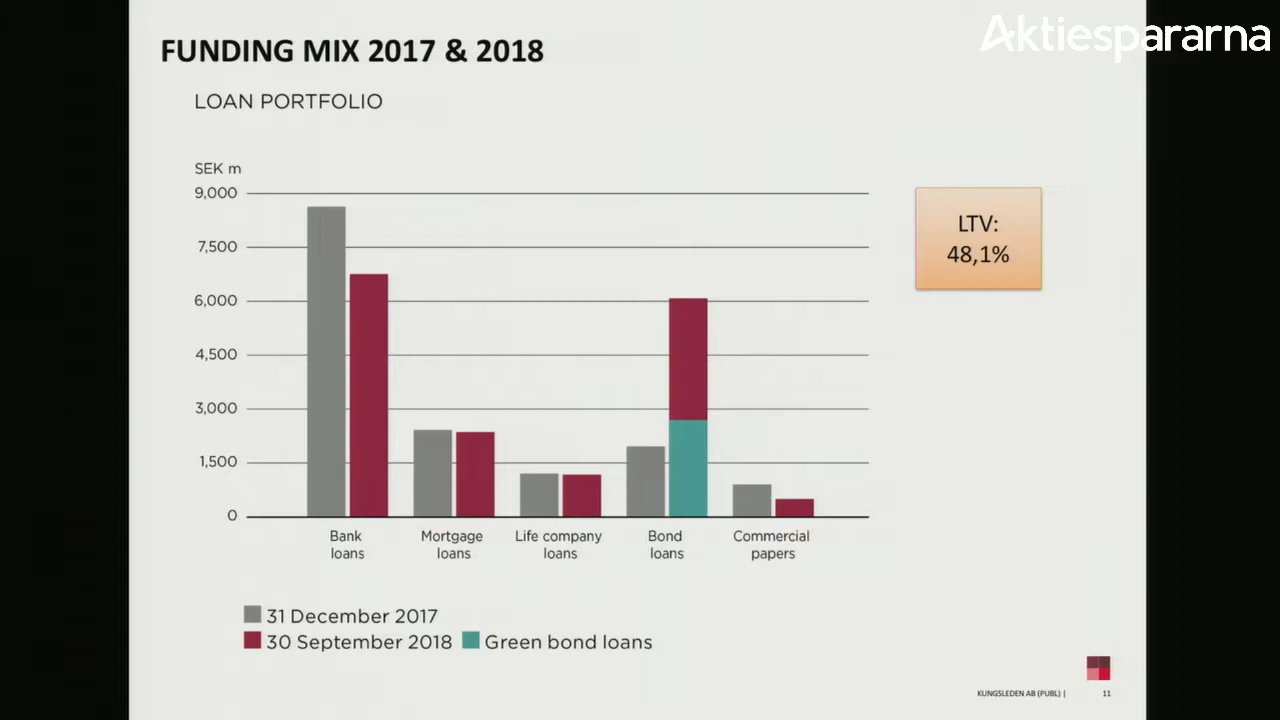 Aktiespararna
FUNDING MIX 2017 & 2018
LOAN PORTFOLIO
SEK m
9,000
7,500
6,000
4,500
3,000
1,500
0
Bank
loans
Mortgage
loans
Life company
loans
Bond
loans
Commercial
papers
LTV:
48,1%
31 December 2017
30 September 2018
Green bond loans
KUNGSLEDEN AB (PUBL) |
11